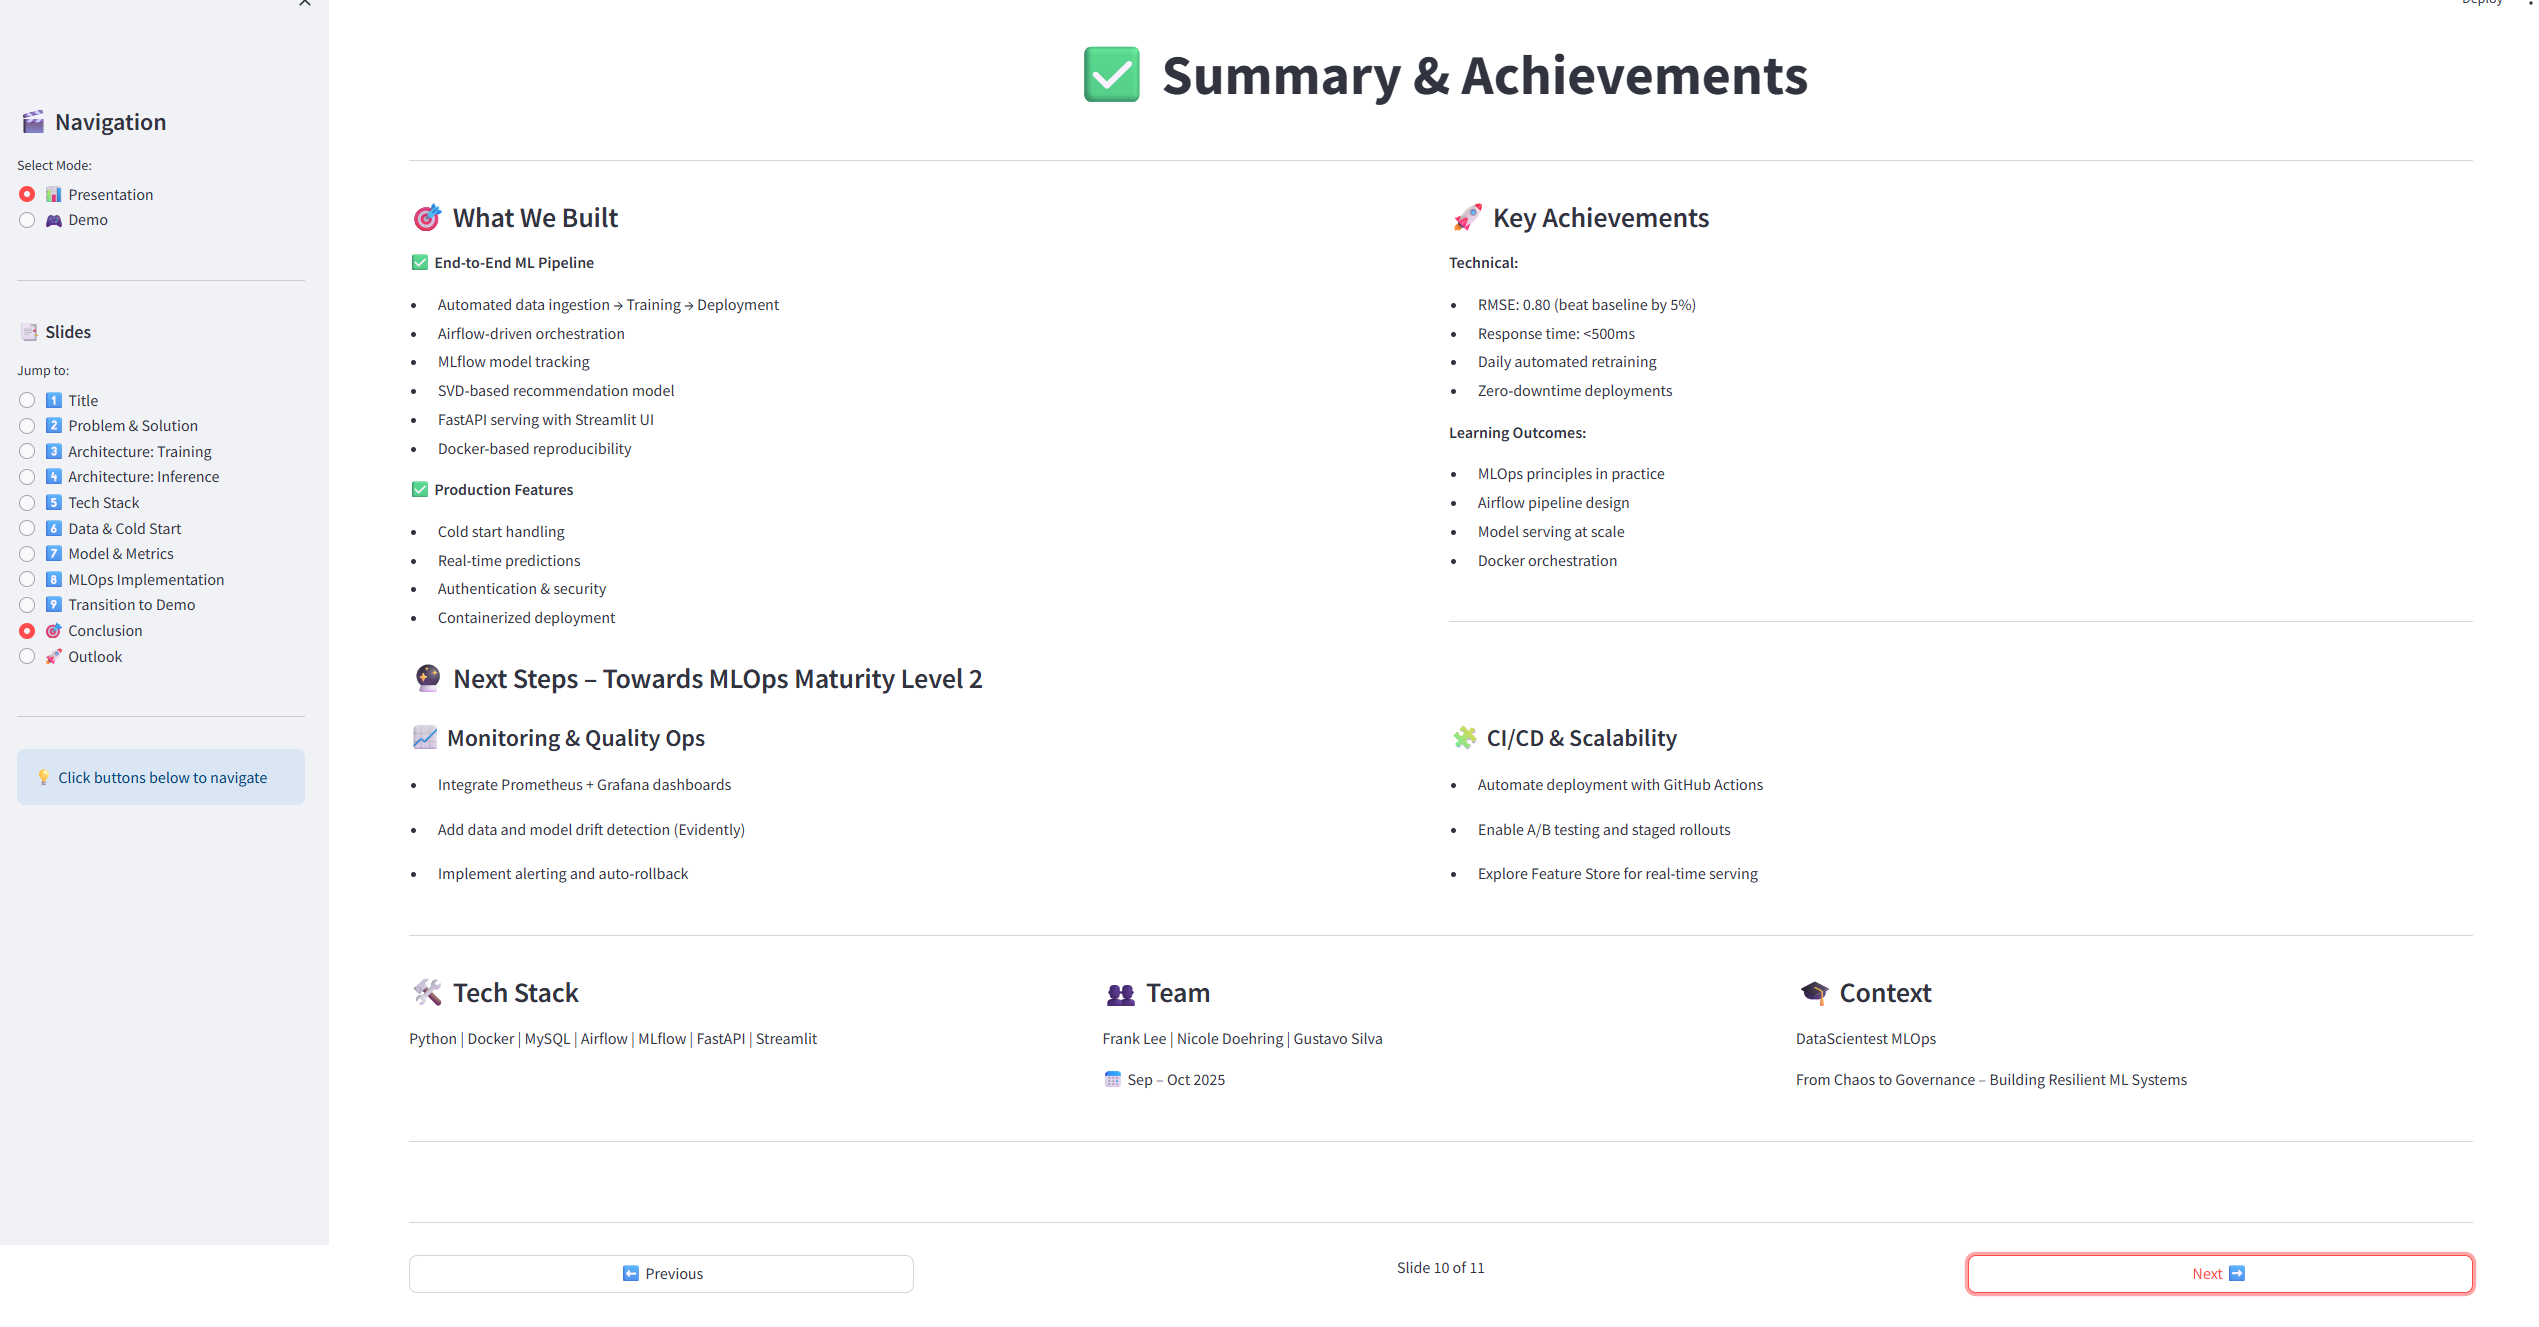 Deploy
✅ Summary & Achievements
Navigation
Select Mode:
Presentation
Demo
Slides
Jump to:
1 Title
2 Problem & Solution
3 Architecture: Training
4 Architecture: Inference
5 Tech Stack
6 Data & Cold Start
7 Model & Metrics
8 MLOps Implementation
9 Transition to Demo
Conclusion
Outlook
Click buttons below to navigate
What We Built
✅ End-to-End ML Pipeline
• Automated data ingestion → Training → Deployment
• Airflow-driven orchestration
• MLflow model tracking
• SVD-based recommendation model
• FastAPI serving with Streamlit UI
• Docker-based reproducibility
✅ Production Features
• Cold start handling
• Real-time predictions
• Authentication & security
• Containerized deployment
Key Achievements
Technical:
• RMSE: 0.80 (beat baseline by 5%)
• Response time: <500ms
• Daily automated retraining
• Zero-downtime deployments
Learning Outcomes:
• MLOps principles in practice
• Airflow pipeline design
• Model serving at scale
• Docker orchestration
Next Steps – Towards MLOps Maturity Level 2
Monitoring & Quality Ops
• Integrate Prometheus + Grafana dashboards
• Add data and model drift detection (Evidently)
• Implement alerting and auto-rollback
CI/CD & Scalability
• Automate deployment with GitHub Actions
• Enable A/B testing and staged rollouts
• Explore Feature Store for real-time serving
Tech Stack
Python | Docker | MySQL | Airflow | MLflow | FastAPI | Streamlit
Team
Frank Lee | Nicole Doehring | Gustavo Silva
Sep – Oct 2025
Context
DataScientest MLOps
From Chaos to Governance – Building Resilient ML Systems
Previous
Slide 10 of 11
Next